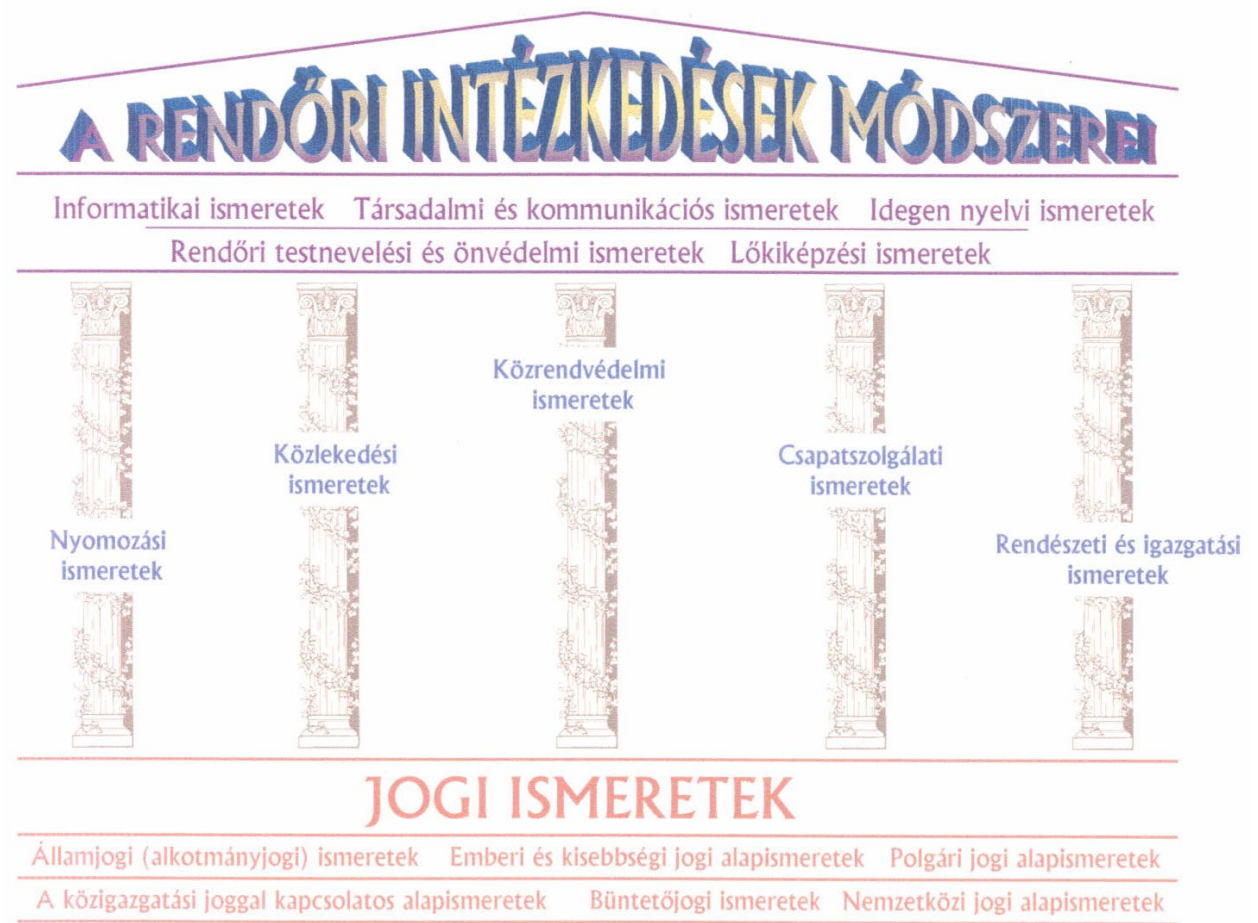 A RENDŐRI INTÉZKEDÉSEK MÓDSZEREI
Informatikai ismeretek Társadalmi és kommunikációs ismeretek Idegen nyelvi ismeretek
Rendőri testnevelési és önvédelmi ismeretek Lőkiképzési ismeretek
Nyomozási
ismeretek
Közlekedési
ismeretek
Közrendvédelmi
ismeretek
Csapatszolgálati
ismeretek
Rendészeti és igazgatási
ismeretek
JOGI ISMERETEK
Államjogi (alkotmányjogi) ismeretek Emberi és kisebbségi jogi alapismeretek Polgári jogi alapismeretek
A közigazgatási joggal kapcsolatos alapismeretek Büntetőjogi ismeretek Nemzetközi jogi alapismeretek